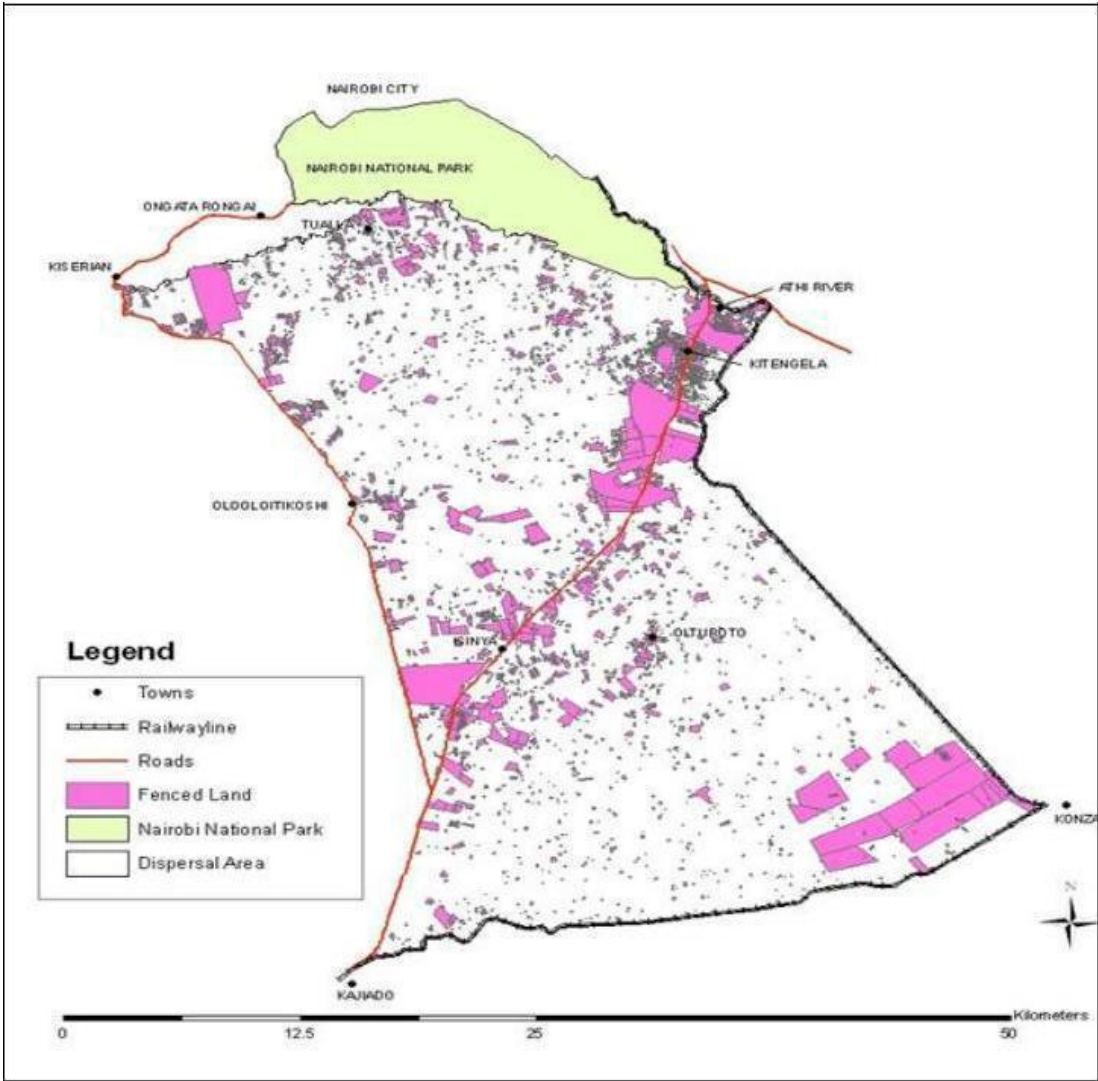 NAIROBI CITY
NAIROBI NATIONAL PARK
ONGATA RONGAI
TUALA
KISERIAN
ATHI RIVER
KITENGELA
OLOOLOITIKOSHI
ISINYA
OLTUROTO
Legend
Towns
Railwayline
Roads
Fenced Land
Nairobi National Park
Dispersal Area
KONZA
N
KAJIADO
Kilometers
0 12.5 25 50